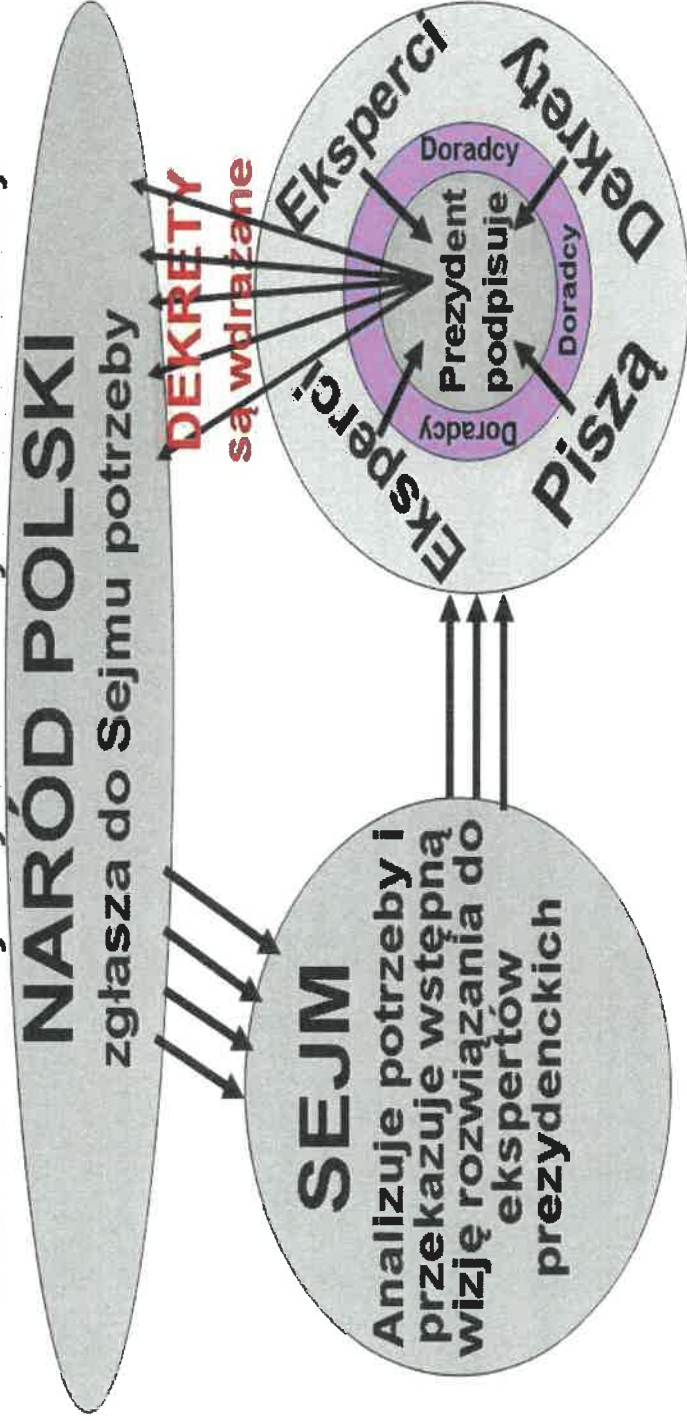 NARÓD POLSKI
zgłasza do Sejmu potrzeby
DEKRETY
są wdrażane
SEJM
Analizuje potrzeby i
przekazuje wstępną
wizję rozwiązania do
ekspertów
prezydenckich
Eksperci
Eksperci
Piszą
Dekrety
Doradcy
Doradcy
Doradcy
Prezydent
podpisuje